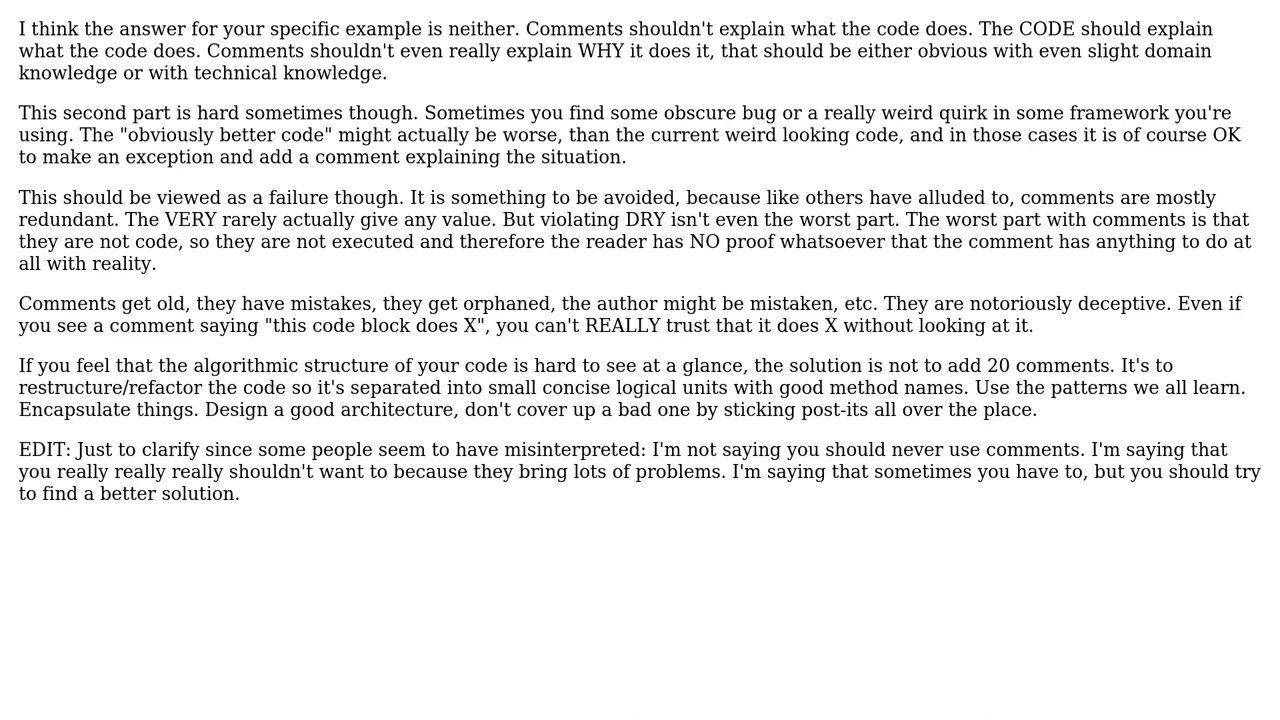 I think the answer for your specific example is neither. Comments shouldn't explain what the code does. The CODE should explain
what the code does. Comments shouldn't even really explain WHY it does it, that should be either obvious with even slight domain
knowledge or with technical knowledge.
This second part is hard sometimes though. Sometimes you find some obscure bug or a really weird quirk in some framework you're
using. The "obviously better code" might actually be worse, than the current weird looking code, and in those cases it is of course OK
to make an exception and add a comment explaining the situation.
This should be viewed as a failure though. It is something to be avoided, because like others have alluded to, comments are mostly
redundant. The VERY rarely actually give any value. But violating DRY isn't even the worst part. The worst part with comments is that
they are not code, so they are not executed and therefore the reader has NO proof whatsoever that the comment has anything to do at
all with reality.
Comments get old, they have mistakes, they get orphaned, the author might be mistaken, etc. They are notoriously deceptive. Even if
you see a comment saying "this code block does X", you can't REALLY trust that it does X without looking at it.
If you feel that the algorithmic structure of your code is hard to see at a glance, the solution is not to add 20 comments. It's to
restructure/refactor the code so it's separated into small concise logical units with good method names. Use the patterns we all learn.
Encapsulate things. Design a good architecture, don't cover up a bad one by sticking post-its all over the place.
EDIT: Just to clarify since some people seem to have misinterpreted: I'm not saying you should never use comments. I'm saying that
you really really really shouldn't want to because they bring lots of problems. I'm saying that sometimes you have to, but you should try
to find a better solution.